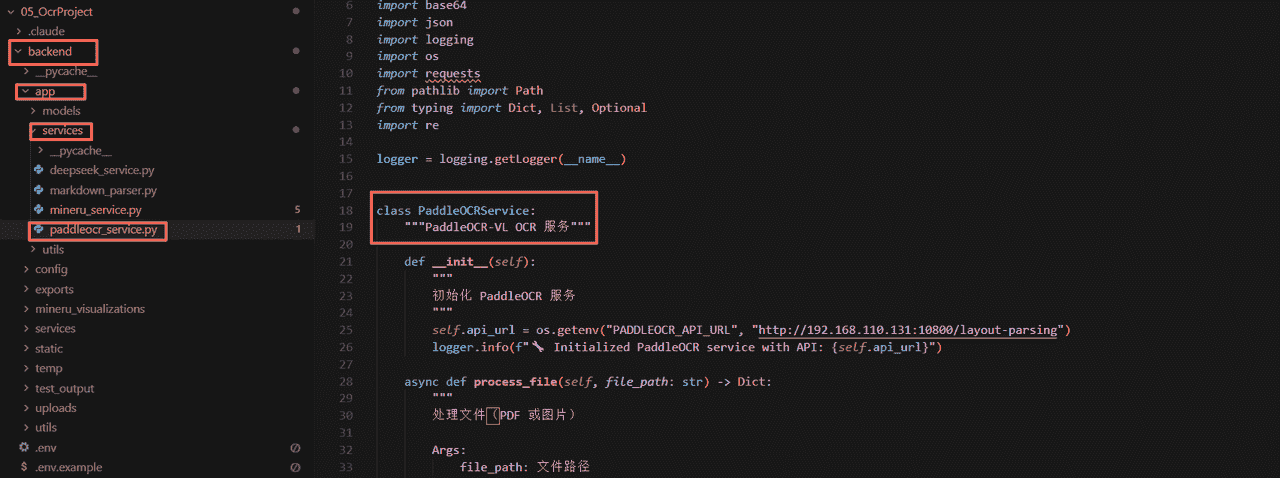 05_OcrProject
.claude
backend
__pycache__
app
models
services
__pycache__
deepseek_service.py
markdown_parser.py
mineru_service.py 5
paddleocr_service.py 1
utils
config
exports
mineru_visualizations
services
static
temp
test_output
uploads
utils
.env
.env.example
6 import base64
7 import json
8 import logging
9 import os
10 import requests
11 from pathlib import Path
12 from typing import Dict, List, Optional
13 import re
14
15 logger = logging.getLogger(__name__)
16
17
18 class PaddleOCRService:
19 """PaddleOCR-VL OCR 服务"""
20
21 def __init__(self):
22 """
23 初始化 PaddleOCR 服务
24 """
25 self.api_url = os.getenv("PADDLEOCR_API_URL", "http://192.168.110.131:10800/layout-parsing")
26 logger.info(f"🔧 Initialized PaddleOCR service with API: {self.api_url}")
27
28 async def process_file(self, file_path: str) -> Dict:
29 """
30 处理文件（PDF 或图片）
31
32 Args:
33 file_path: 文件路径